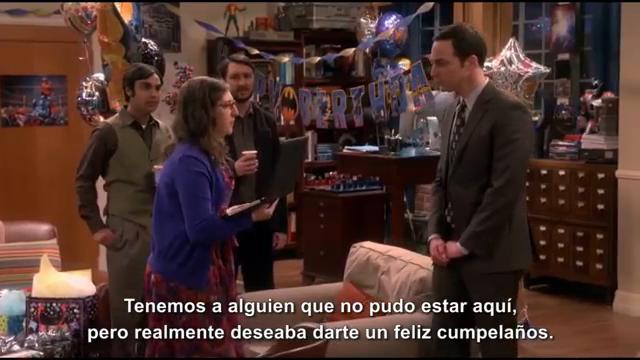 Tenemos a alguien que no pudo estar aquí,
pero realmente deseaba darte un feliz cumpelaños.